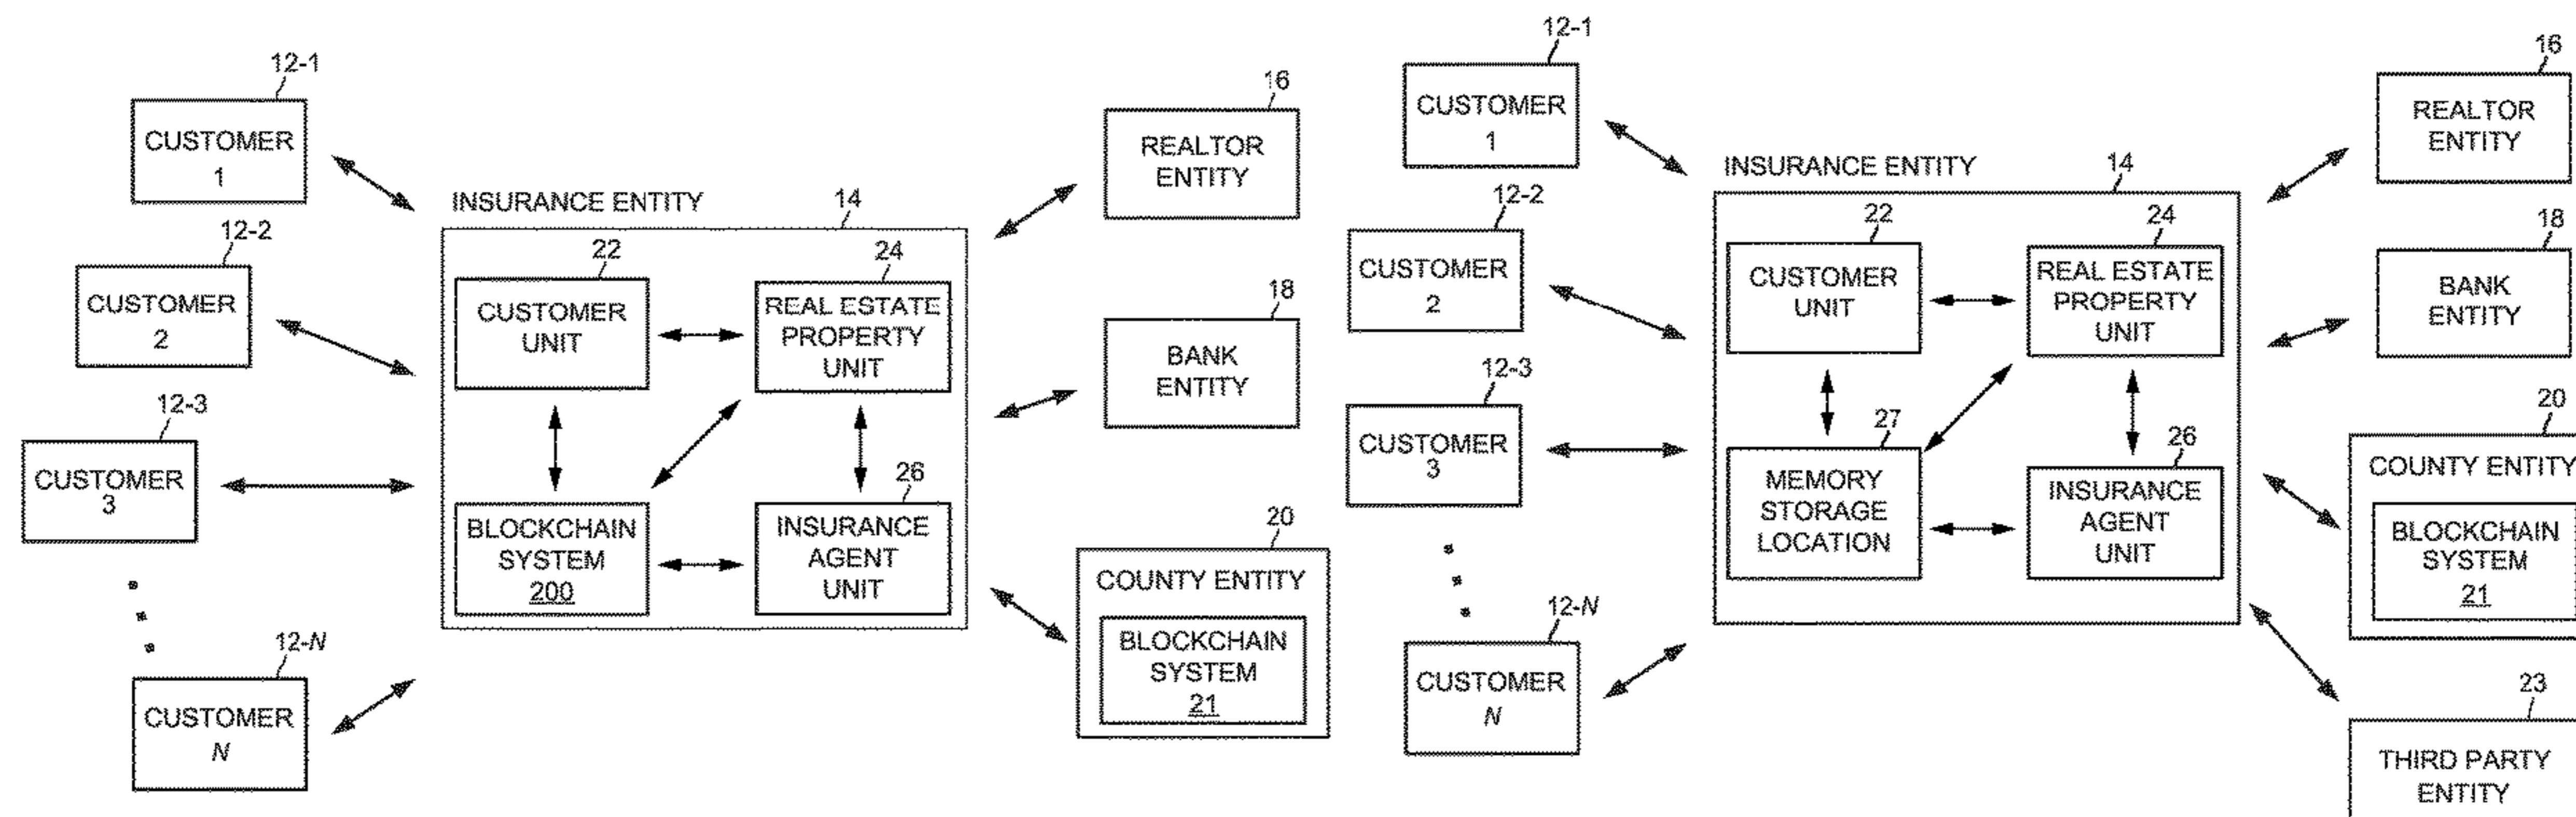 12-1
CUSTOMER
1
12-2
CUSTOMER
2
12-3
CUSTOMER
3
12-N
CUSTOMER
N
INSURANCE ENTITY
14
22
CUSTOMER
UNIT
24
REAL ESTATE
PROPERTY
UNIT
BLOCKCHAIN
SYSTEM
200
26
INSURANCE
AGENT
UNIT
16
REALTOR
ENTITY
18
BANK
ENTITY
20
COUNTY ENTITY
BLOCKCHAIN
SYSTEM
21
12-1
CUSTOMER
1
12-2
CUSTOMER
2
12-3
CUSTOMER
3
12-N
CUSTOMER
N
INSURANCE ENTITY
14
22
CUSTOMER
UNIT
24
REAL ESTATE
PROPERTY
UNIT
27
MEMORY
STORAGE
LOCATION
26
INSURANCE
AGENT
UNIT
16
REALTOR
ENTITY
18
BANK
ENTITY
20
COUNTY ENTITY
BLOCKCHAIN
SYSTEM
21
23
THIRD PARTY
ENTITY